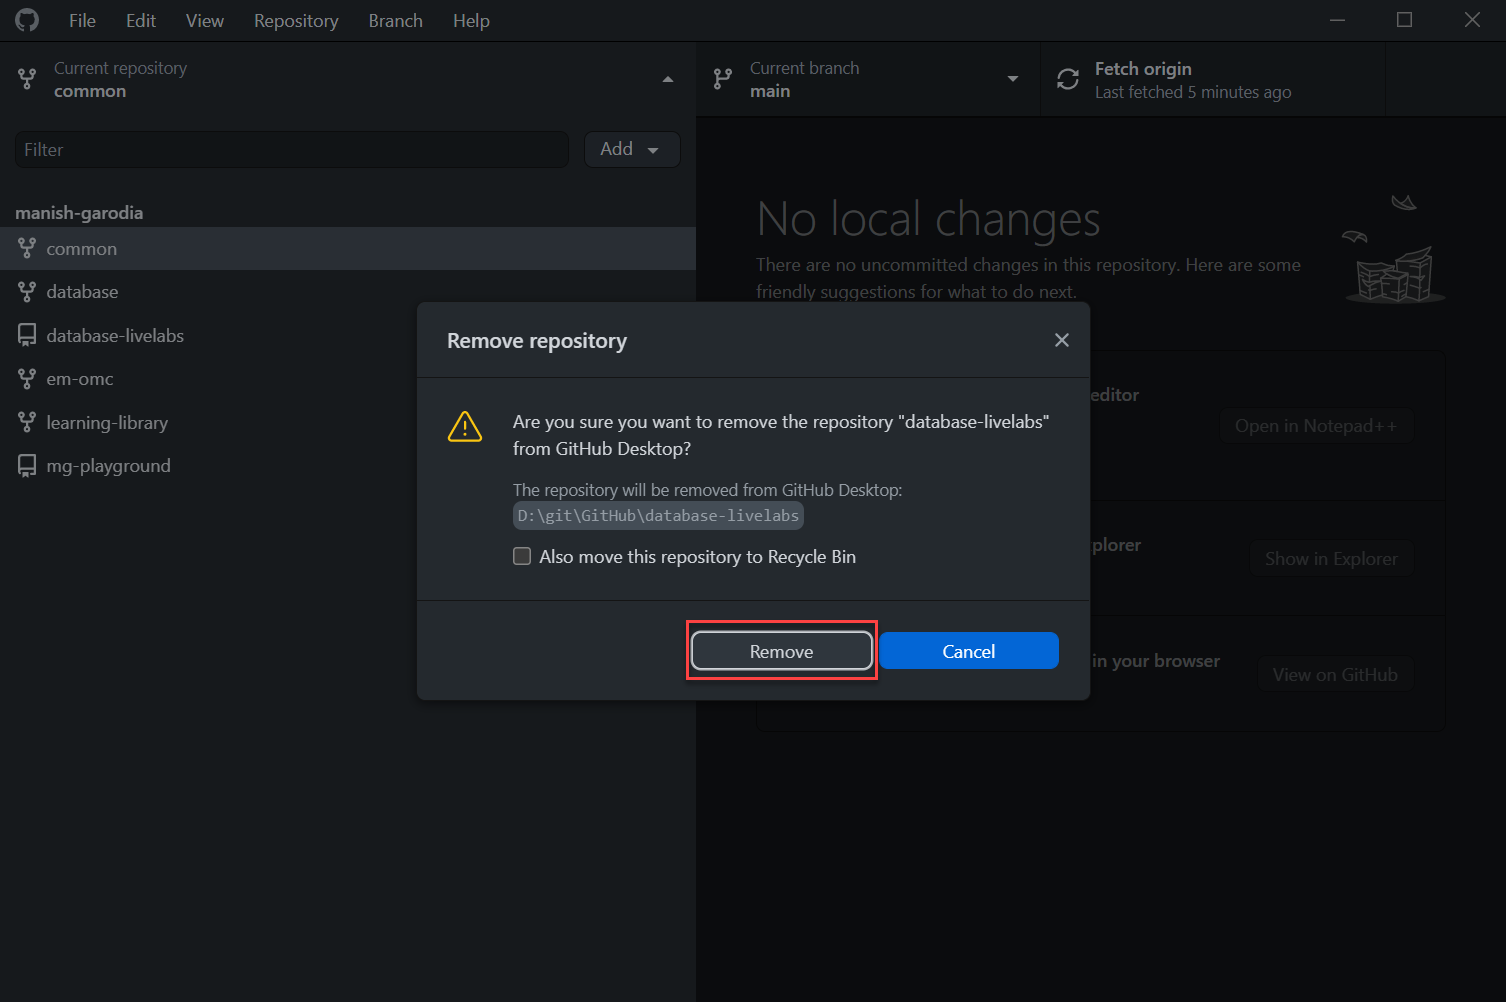 File Edit View Repository Branch Help
Current repository
common
Current branch
main
Fetch origin
Last fetched 5 minutes ago
Filter
Add
manish-garodia
common
database
database-livelabs
em-omc
learning-library
mg-playground
No local changes
There are no uncommitted changes in this repository. Here are some
friendly suggestions for what to do next.
editor
Open in Notepad++
plorer
Show in Explorer
in your browser
View on GitHub
Remove repository
Are you sure you want to remove the repository "database-livelabs"
from GitHub Desktop?
The repository will be removed from GitHub Desktop:
D:\git\GitHub\database-livelabs
Also move this repository to Recycle Bin
Remove
Cancel